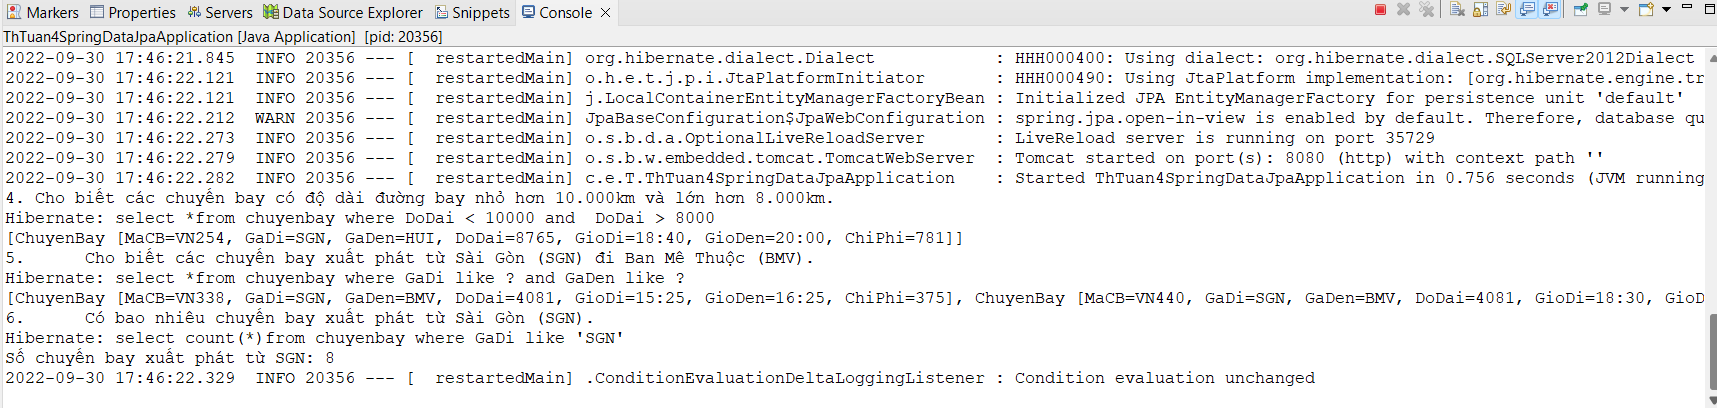 Markers Properties Servers Data Source Explorer Snippets Console
ThTuan4SpringDataJpaApplication [Java Application] [pid: 20356]
2022-09-30 17:46:21.845  INFO 20356 --- [  restartedMain] org.hibernate.dialect.Dialect            : HHH000400: Using dialect: org.hibernate.dialect.SQLServer2012Dialect
2022-09-30 17:46:22.121  INFO 20356 --- [  restartedMain] o.h.e.t.j.p.i.JtaPlatformInitiator       : HHH000490: Using JtaPlatform implementation: [org.hibernate.engine.tr
2022-09-30 17:46:22.121  INFO 20356 --- [  restartedMain] j.LocalContainerEntityManagerFactoryBean : Initialized JPA EntityManagerFactory for persistence unit 'default'
2022-09-30 17:46:22.212  WARN 20356 --- [  restartedMain] JpaBaseConfiguration$JpaWebConfiguration : spring.jpa.open-in-view is enabled by default. Therefore, database qu
2022-09-30 17:46:22.273  INFO 20356 --- [  restartedMain] o.s.b.d.a.OptionalLiveReloadServer       : LiveReload server is running on port 35729
2022-09-30 17:46:22.279  INFO 20356 --- [  restartedMain] o.s.b.w.embedded.tomcat.TomcatWebServer  : Tomcat started on port(s): 8080 (http) with context path ''
2022-09-30 17:46:22.282  INFO 20356 --- [  restartedMain] c.e.T.ThTuan4SpringDataJpaApplication    : Started ThTuan4SpringDataJpaApplication in 0.756 seconds (JVM running
4. Cho biết các chuyến bay có độ dài đường bay nhỏ hơn 10.000km và lớn hơn 8.000km.
Hibernate: select *from chuyenbay where DoDai < 10000 and  DoDai > 8000
[ChuyenBay [MaCB=VN254, GaDi=SGN, GaDen=HUI, DoDai=8765, GioDi=18:40, GioDen=20:00, ChiPhi=781]]
5.      Cho biết các chuyến bay xuất phát từ Sài Gòn (SGN) đi Ban Mê Thuộc (BMV).
Hibernate: select *from chuyenbay where GaDi like ? and GaDen like ?
[ChuyenBay [MaCB=VN338, GaDi=SGN, GaDen=BMV, DoDai=4081, GioDi=15:25, GioDen=16:25, ChiPhi=375], ChuyenBay [MaCB=VN440, GaDi=SGN, GaDen=BMV, DoDai=4081, GioDi=18:30, GioD
6.      Có bao nhiêu chuyến bay xuất phát từ Sài Gòn (SGN).
Hibernate: select count(*)from chuyenbay where GaDi like 'SGN'
Số chuyến bay xuất phát từ SGN: 8
2022-09-30 17:46:22.329  INFO 20356 --- [  restartedMain] .ConditionEvaluationDeltaLoggingListener : Condition evaluation unchanged